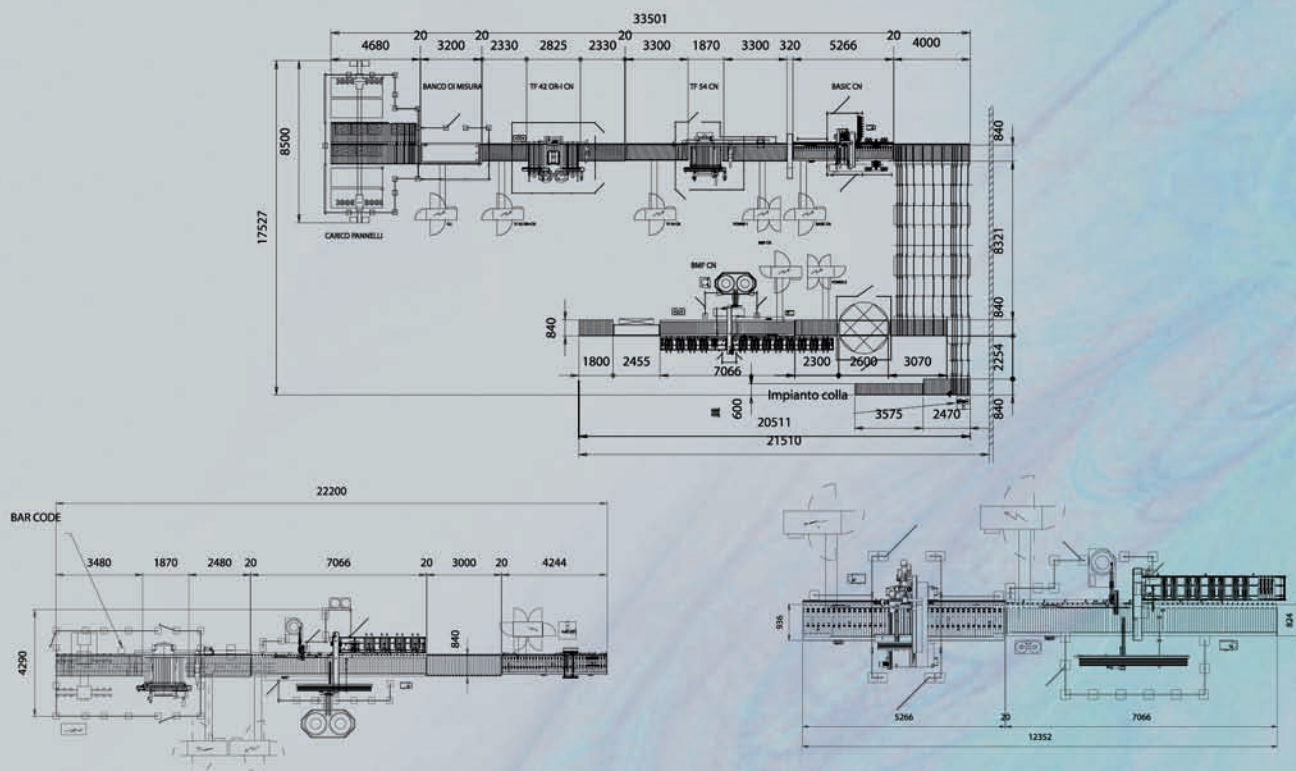 33501
20 20 20 20
4680 3200 2330 2825 2330 3300 1870 3300 320 5266 4000
BANCO DI MISURA TF 42 OR-I CN TF 54 CN BASIC CN
8500
840
CARICO PANNELLI
17527
8321
BMF CN
840
840
1800 2455 7066 2300 2600 3070
2254
Impianto colla
600
3575 2470
840
20511
21510
22200
BAR CODE
3480 1870 2480 20 7066 20 3000 20 4244
4290
840
936
824
5266 20 7066
12352